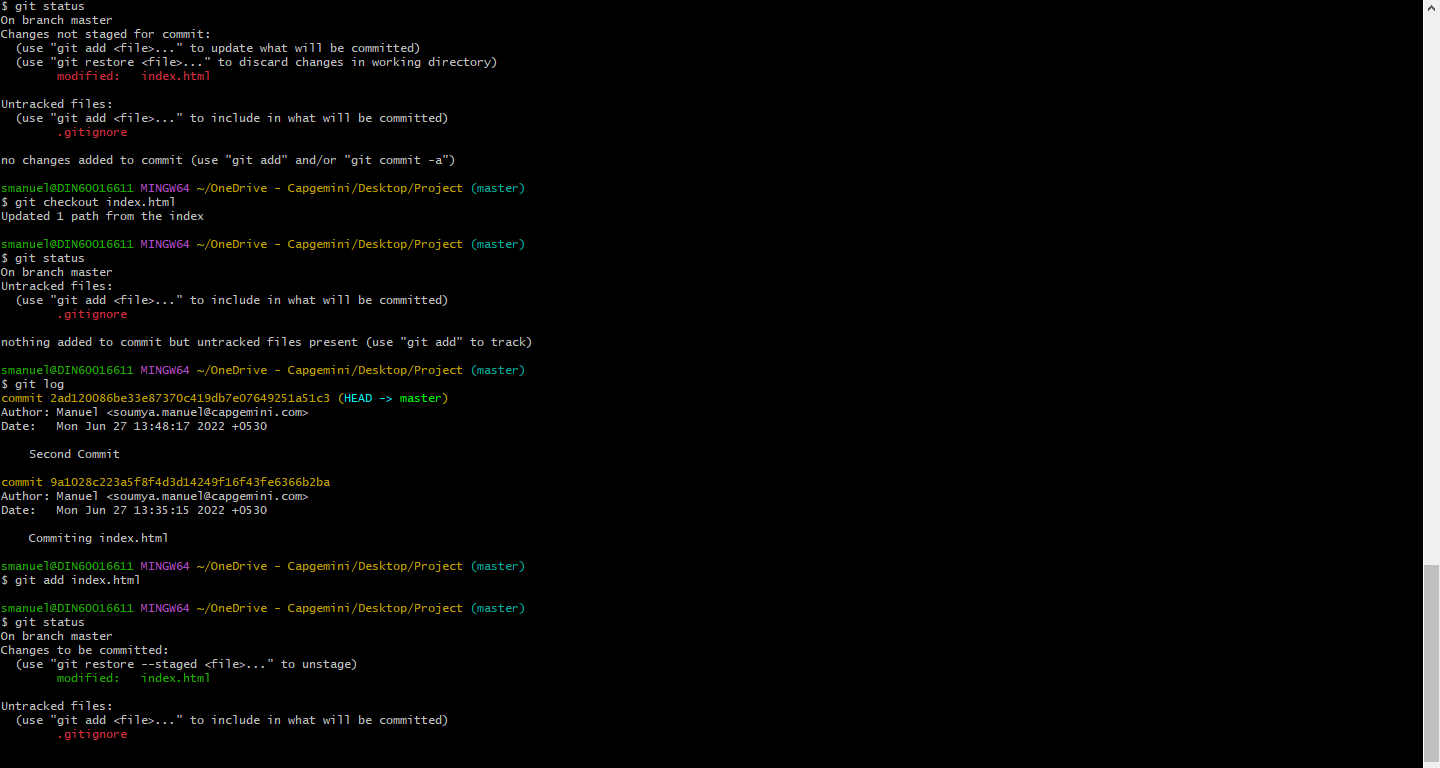 $ git status
On branch master
Changes not staged for commit:
  (use "git add <file>..." to update what will be committed)
  (use "git restore <file>..." to discard changes in working directory)
        modified:   index.html

Untracked files:
  (use "git add <file>..." to include in what will be committed)
        .gitignore

no changes added to commit (use "git add" and/or "git commit -a")

smanuel@DIN60016611 MINGW64 ~/OneDrive - Capgemini/Desktop/Project (master)
$ git checkout index.html
Updated 1 path from the index

smanuel@DIN60016611 MINGW64 ~/OneDrive - Capgemini/Desktop/Project (master)
$ git status
On branch master
Untracked files:
  (use "git add <file>..." to include in what will be committed)
        .gitignore

nothing added to commit but untracked files present (use "git add" to track)

smanuel@DIN60016611 MINGW64 ~/OneDrive - Capgemini/Desktop/Project (master)
$ git log
commit 2ad120086be33e87370c419db7e07649251a51c3 (HEAD -> master)
Author: Manuel <soumya.manuel@capgemini.com>
Date:   Mon Jun 27 13:48:17 2022 +0530

    Second Commit

commit 9a1028c223a5f8f4d3d14249f16f43fe6366b2ba
Author: Manuel <soumya.manuel@capgemini.com>
Date:   Mon Jun 27 13:35:15 2022 +0530

    Commiting index.html

smanuel@DIN60016611 MINGW64 ~/OneDrive - Capgemini/Desktop/Project (master)
$ git add index.html

smanuel@DIN60016611 MINGW64 ~/OneDrive - Capgemini/Desktop/Project (master)
$ git status
On branch master
Changes to be committed:
  (use "git restore --staged <file>..." to unstage)
        modified:   index.html

Untracked files:
  (use "git add <file>..." to include in what will be committed)
        .gitignore